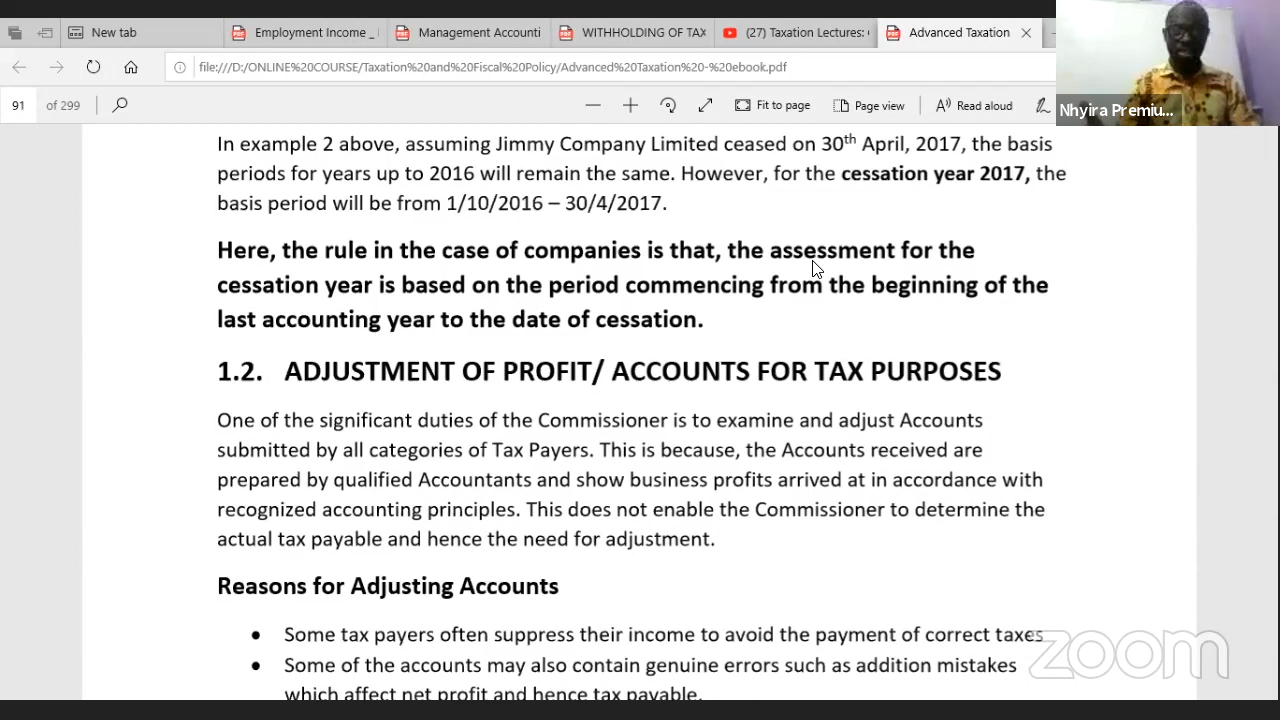 New tab
Employment Income _
Management Accounti
WITHHOLDING OF TAX
(27) Taxation Lectures:
Advanced Taxation
file:///D:/ONLINE%20COURSE/Taxation%20and%20Fiscal%20Policy/Advanced%20Taxation%20-%20ebook.pdf
91 of 299
Fit to page
Page view
Read aloud
Nhyira Premiu...
In example 2 above, assuming Jimmy Company Limited ceased on 30th April, 2017, the basis
periods for years up to 2016 will remain the same. However, for the cessation year 2017, the
basis period will be from 1/10/2016 – 30/4/2017.
Here, the rule in the case of companies is that, the assessment for the
cessation year is based on the period commencing from the beginning of the
last accounting year to the date of cessation.
1.2. ADJUSTMENT OF PROFIT/ ACCOUNTS FOR TAX PURPOSES
One of the significant duties of the Commissioner is to examine and adjust Accounts
submitted by all categories of Tax Payers. This is because, the Accounts received are
prepared by qualified Accountants and show business profits arrived at in accordance with
recognized accounting principles. This does not enable the Commissioner to determine the
actual tax payable and hence the need for adjustment.
Reasons for Adjusting Accounts
• Some tax payers often suppress their income to avoid the payment of correct taxes
• Some of the accounts may also contain genuine errors such as addition mistakes
which affect net profit and hence tax payable.
zoom